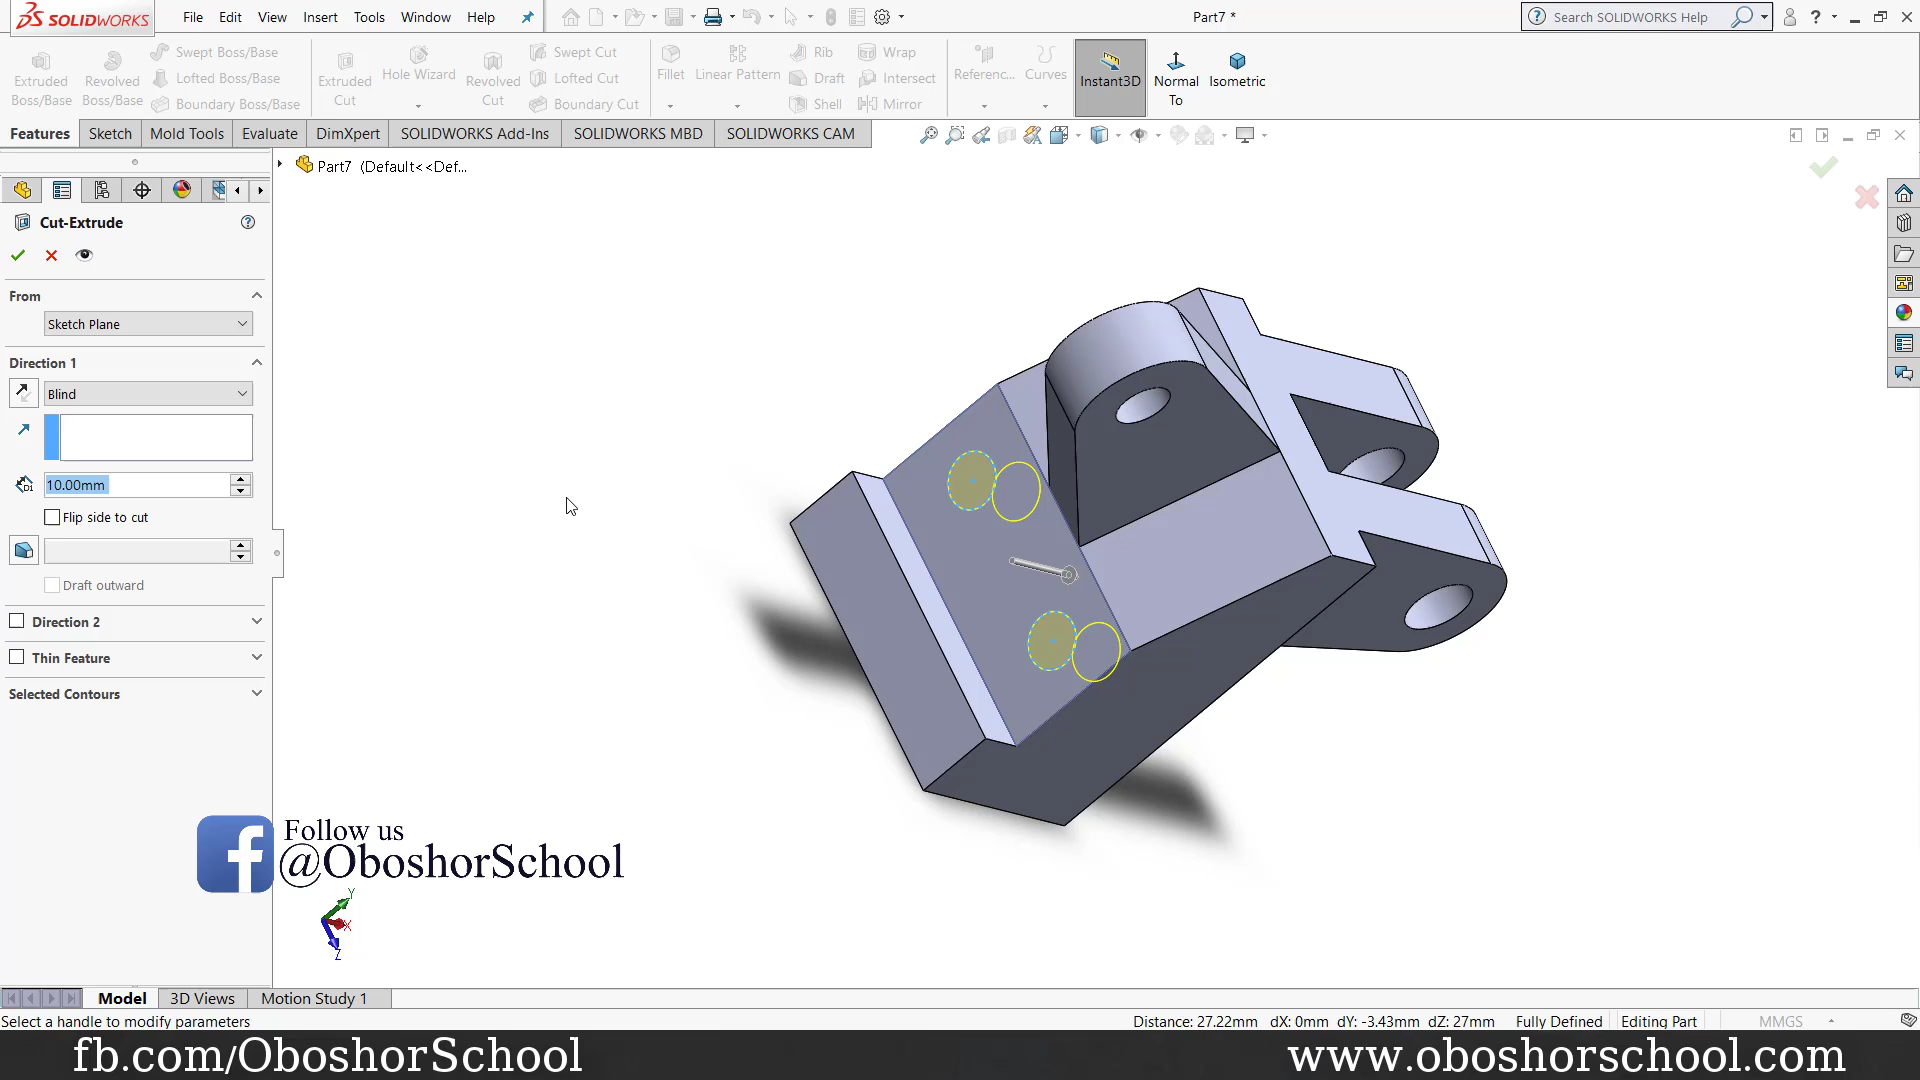 SOLIDWORKS
File Edit View Insert Tools Window Help
Part7 *
Search SOLIDWORKS Help
Extruded Boss/Base
Revolved Boss/Base
Swept Boss/Base
Lofted Boss/Base
Boundary Boss/Base
Extruded Cut
Hole Wizard
Revolved Cut
Swept Cut
Lofted Cut
Boundary Cut
Fillet
Linear Pattern
Rib
Draft
Shell
Wrap
Intersect
Mirror
Referenc...
Curves
Instant3D
Normal To
Isometric
Features Sketch Mold Tools Evaluate DimXpert SOLIDWORKS Add-Ins SOLIDWORKS MBD SOLIDWORKS CAM
Part7 (Default<<Def...
Cut-Extrude
From
Sketch Plane
Direction 1
Blind
10.00mm
Flip side to cut
Draft outward
Direction 2
Thin Feature
Selected Contours
Follow us
@OboshorSchool
Y
X
Z
Model 3D Views Motion Study 1
Select a handle to modify parameters
Distance: 27.22mm dX: 0mm dY: -3.43mm dZ: 27mm Fully Defined Editing Part MMGS
fb.com/OboshorSchool
www.oboshorschool.com